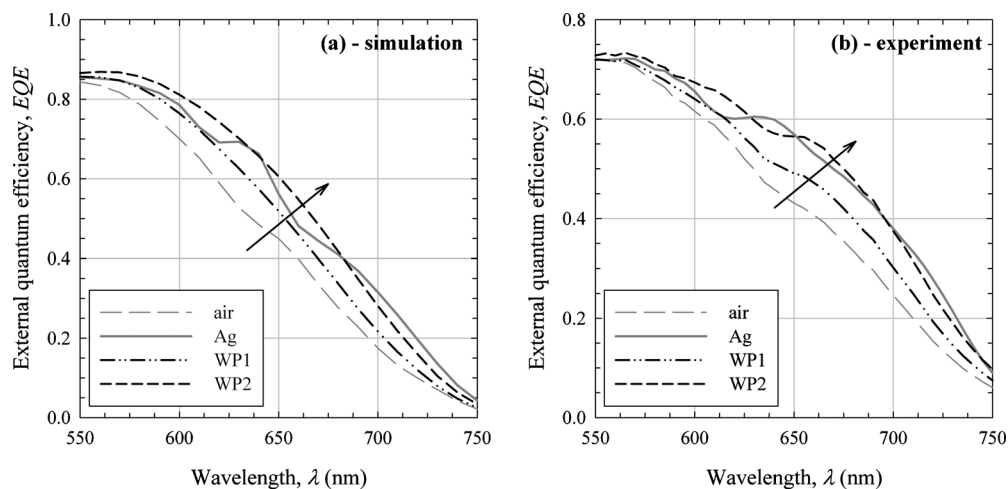 (a) - simulation
External quantum efficiency, EQE
1.0
0.8
0.6
0.4
0.2
0.0
air
Ag
WP1
WP2
550 600 650 700 750
Wavelength, λ (nm)
(b) - experiment
External quantum efficiency, EQE
0.8
0.6
0.4
0.2
0.0
air
Ag
WP1
WP2
550 600 650 700 750
Wavelength, λ (nm)